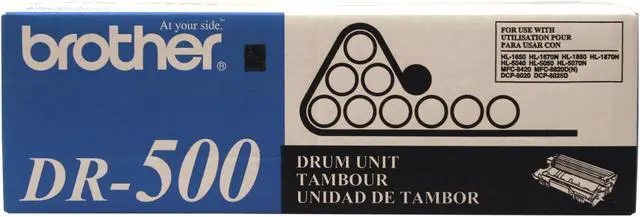 At your side.
brother®
DR-500
FOR USE WITH
UTILISATION POUR
PARA USAR CON
HL-1650 HL-1670N HL-1850 HL-1870N
HL-5040 HL-5050 HL-5070N
MFC-8420 MFC-8820D(N)
DCP-8020 DCP-8025D
DRUM UNIT
TAMBOUR
UNIDAD DE TAMBOR